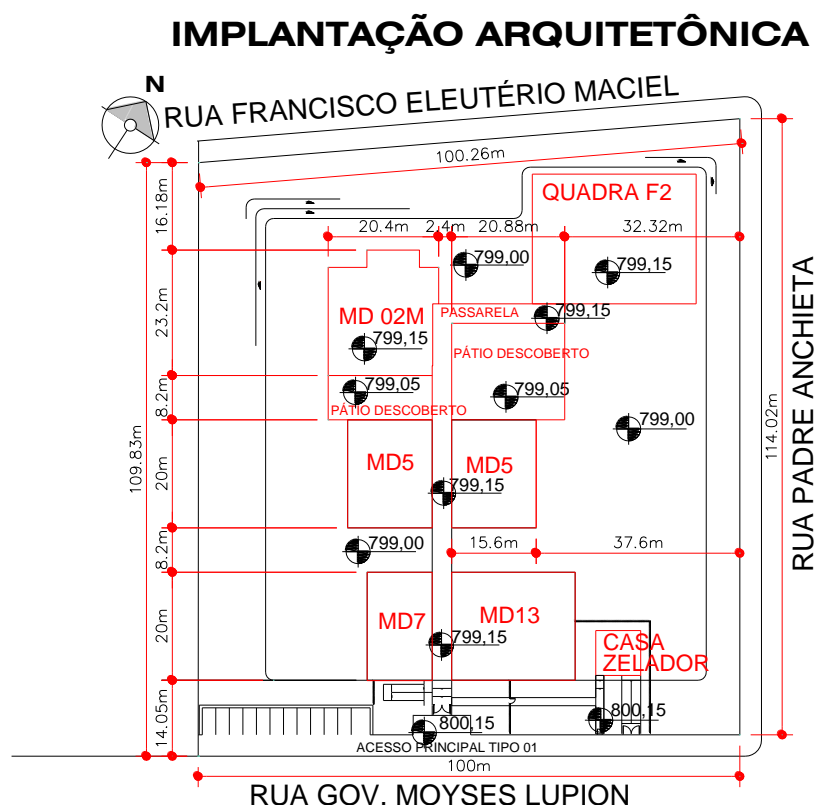 IMPLANTAÇÃO ARQUITETÔNICA
N
RUA FRANCISCO ELEUTÉRIO MACIEL
100.26m
16.18m
QUADRA F2
20.4m 2.4m 20.88m 32.32m
799,00
799,15
23.2m
PASSARELA
799,15
MD 02M
799,15
PÁTIO DESCOBERTO
RUA PADRE ANCHIETA
8.2m
799,05
799,05
PÁTIO DESCOBERTO
799,00
109.83m
114.02m
20m
MD5
MD5
799,15
8.2m
799,00
15.6m 37.6m
20m
MD7
MD13
799,15
CASA
ZELADOR
14.05m
800,15
800,15
ACESSO PRINCIPAL TIPO 01
100m
RUA GOV. MOYSES LUPION